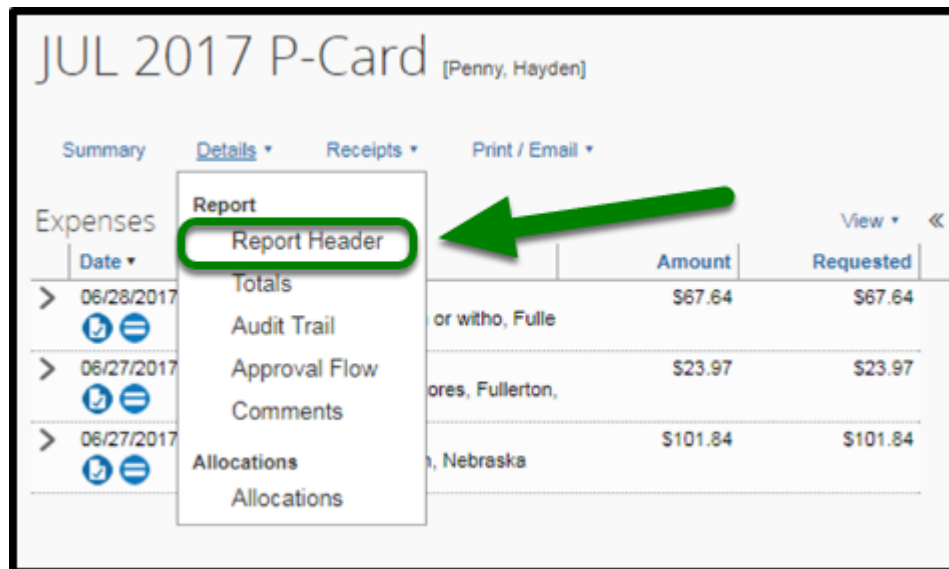 JUL 2017 P-Card [Penny, Hayden]
Summary Details Receipts Print / Email
Expenses View
Report
Report Header
Totals
Audit Trail
Approval Flow
Comments
Allocations
Allocations
Date Amount Requested
06/28/2017 $67.64 $67.64
or witho, Fulle
06/27/2017 $23.97 $23.97
ores, Fullerton,
06/27/2017 $101.84 $101.84
, Nebraska